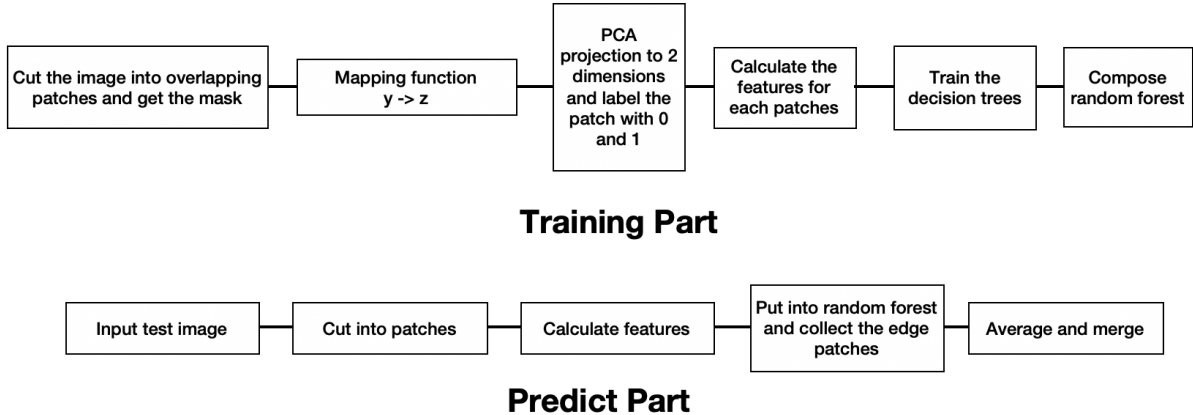 Cut the image into overlapping
patches and get the mask
Mapping function
y -> z
PCA
projection to 2
dimensions
and label the
patch with 0
and 1
Calculate the
features for
each patches
Train the
decision trees
Compose
random forest
Training Part
Input test image
Cut into patches
Calculate features
Put into random forest
and collect the edge
patches
Average and merge
Predict Part